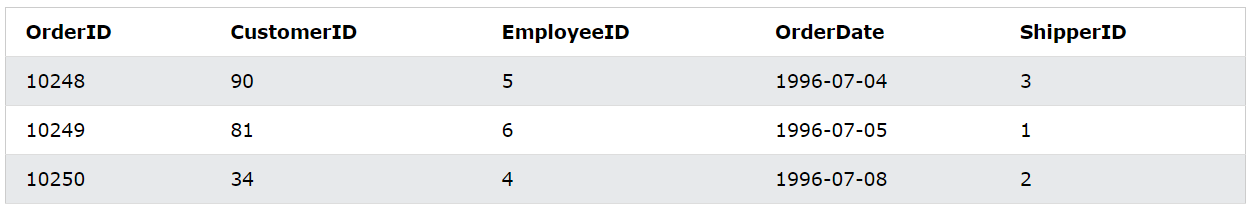 OrderID CustomerID EmployeeID OrderDate ShipperID
10248 90 5 1996-07-04 3
10249 81 6 1996-07-05 1
10250 34 4 1996-07-08 2